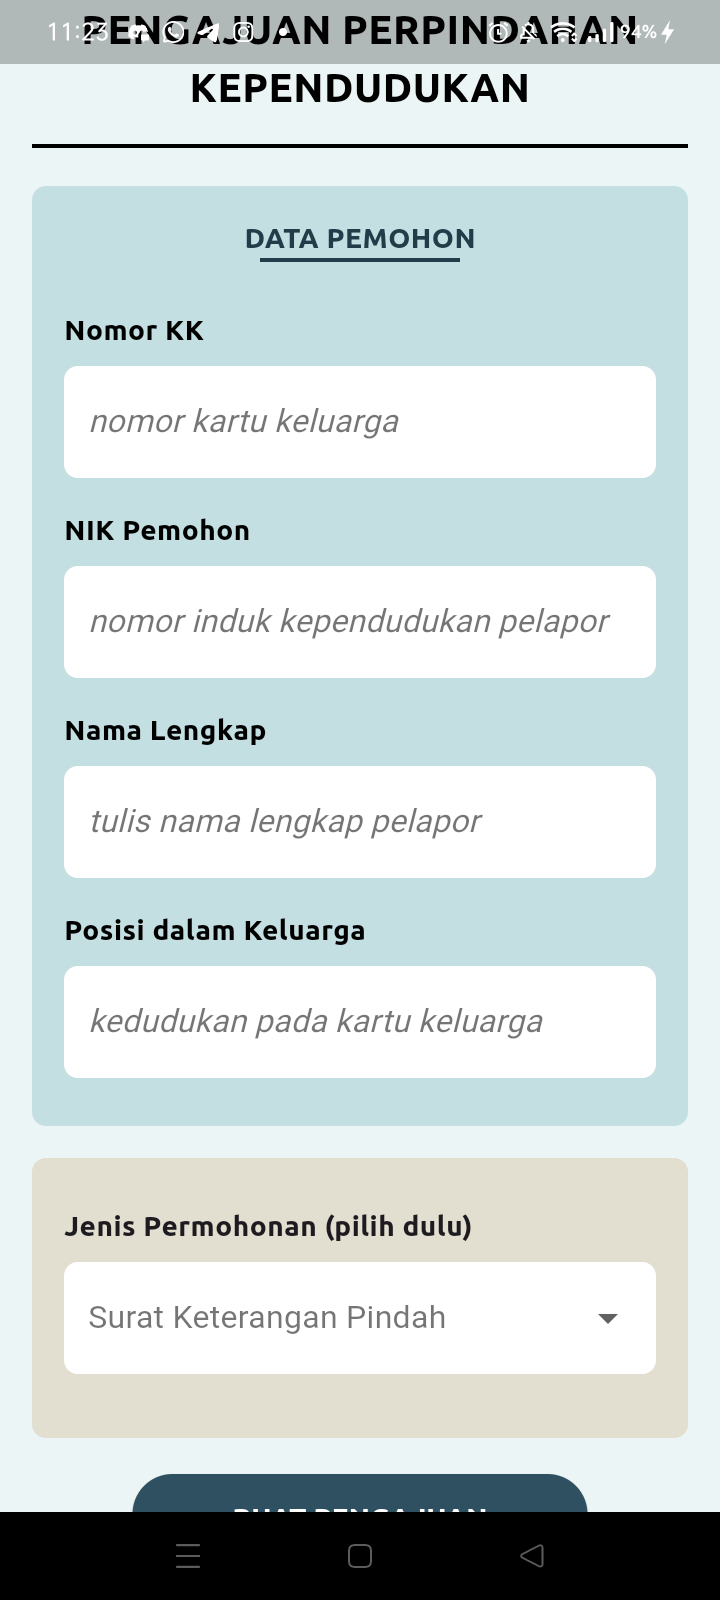 11:23
94%
PENGAJUAN PERPINDAHAN
KEPENDUDUKAN
DATA PEMOHON
Nomor KK
nomor kartu keluarga
NIK Pemohon
nomor induk kependudukan pelapor
Nama Lengkap
tulis nama lengkap pelapor
Posisi dalam Keluarga
kedudukan pada kartu keluarga
Jenis Permohonan (pilih dulu)
Surat Keterangan Pindah
BUAT PENGAJUAN